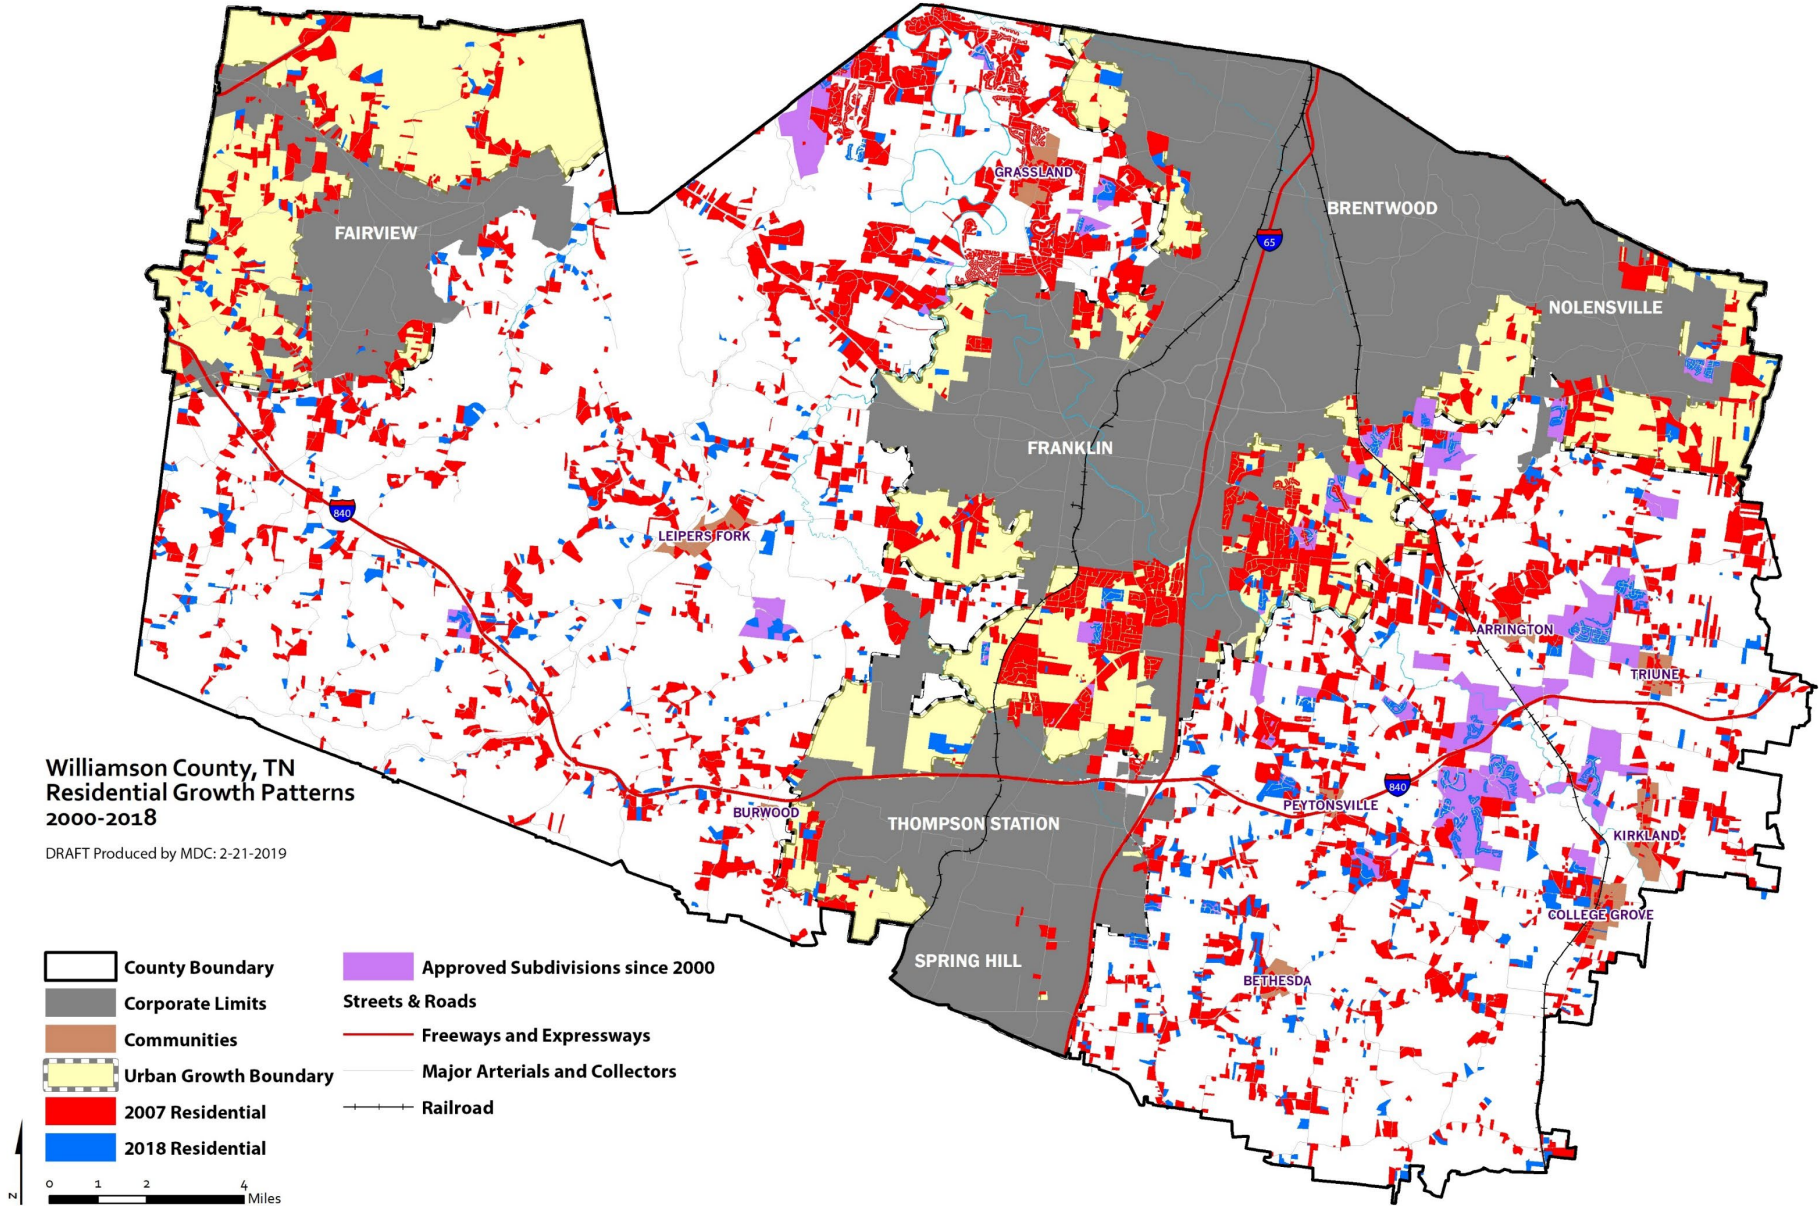 GRASSLAND
BRENTWOOD
FAIRVIEW
65
NOLENSVILLE
FRANKLIN
840
LEIPERS FORK
ARRINGTON
TRIUNE
Williamson County, TN
Residential Growth Patterns
2000-2018
DRAFT Produced by MDC: 2-21-2019
840
PEYTONSVILLE
BURWOOD
THOMPSON STATION
KIRKLAND
COLLEGE GROVE
SPRING HILL
BETHESDA
County Boundary
Corporate Limits
Communities
Urban Growth Boundary
2007 Residential
2018 Residential
Approved Subdivisions since 2000
Streets & Roads
Freeways and Expressways
Major Arterials and Collectors
Railroad
0 1 2 4
Miles
N